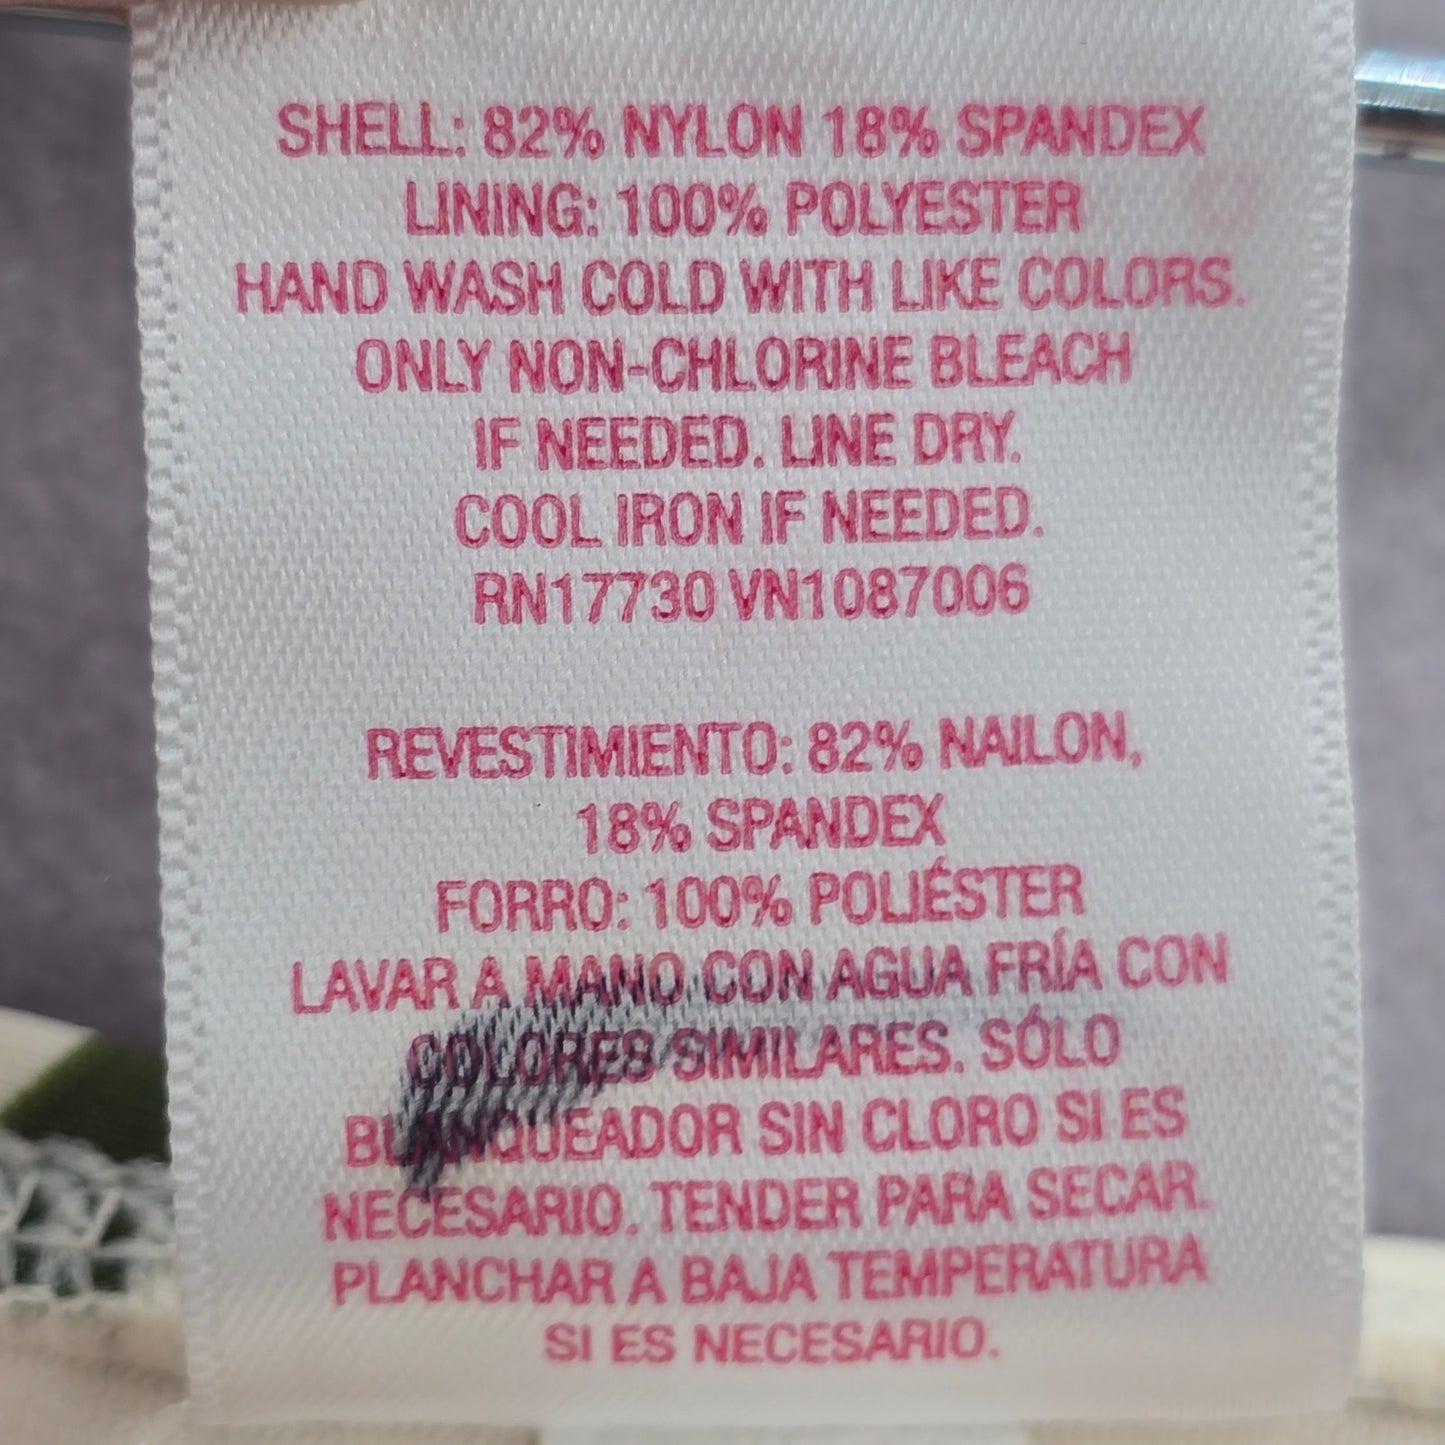 SHELL: 82% NYLON 18% SPANDEX
LINING: 100% POLYESTER
HAND WASH COLD WITH LIKE COLORS.
ONLY NON-CHLORINE BLEACH
IF NEEDED. LINE DRY.
COOL IRON IF NEEDED.
RN17730 VN1087006
REVESTIMIENTO: 82% NAILON,
18% SPANDEX
FORRO: 100% POLIÉSTER
LAVAR A MANO CON AGUA FRÍA CON
COLORES SIMILARES. SÓLO
BLANQUEADOR SIN CLORO SI ES
NECESARIO. TENDER PARA SECAR.
PLANCHAR A BAJA TEMPERATURA
SI ES NECESARIO.